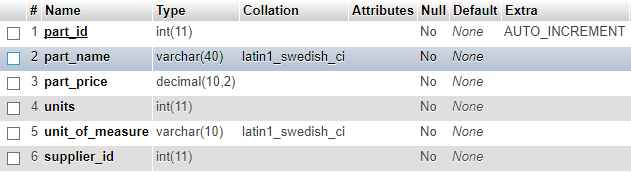 # Name Type Collation Attributes Null Default Extra
1 part_id int(11) No None AUTO_INCREMENT
2 part_name varchar(40) latin1_swedish_ci No None
3 part_price decimal(10,2) No None
4 units int(11) No None
5 unit_of_measure varchar(10) latin1_swedish_ci No None
6 supplier_id int(11) No None